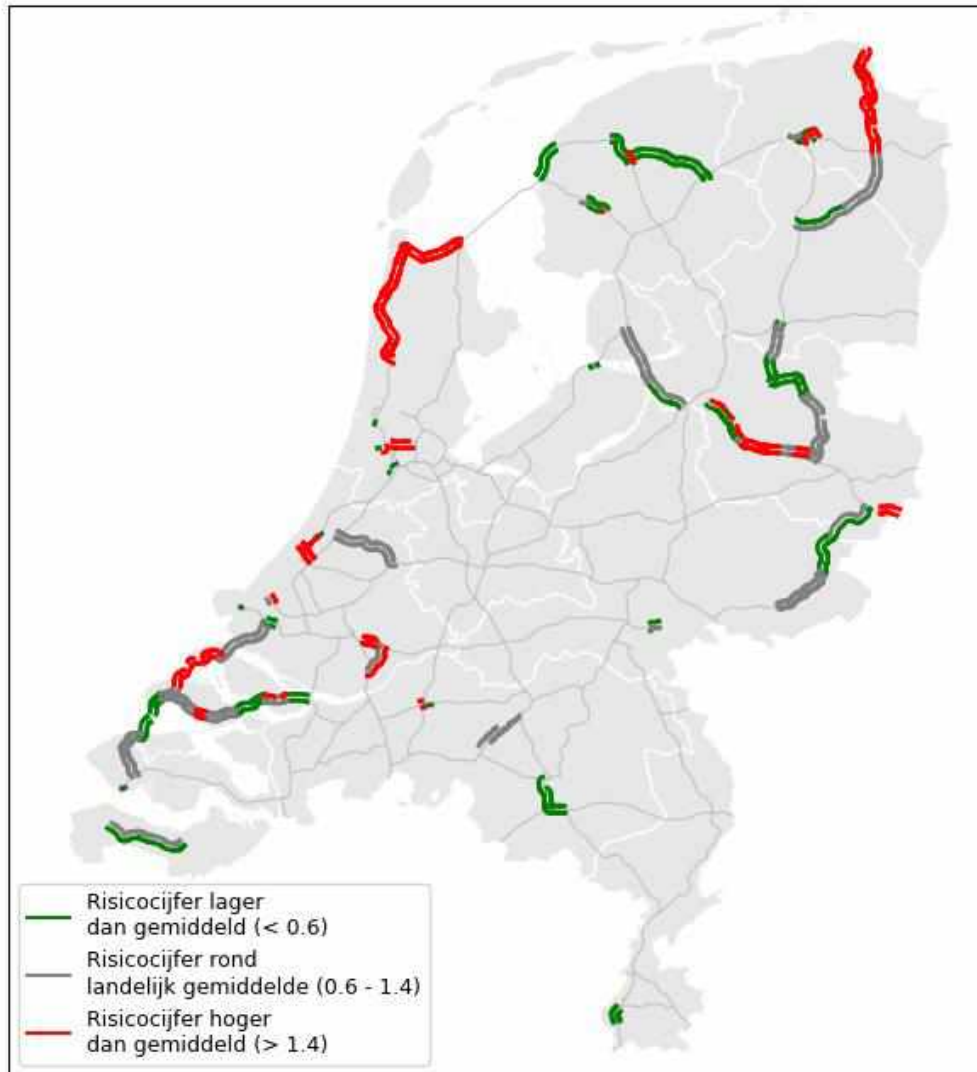 Risicocijfer lager
dan gemiddeld (< 0.6)
Risicocijfer rond
landelijk gemiddelde (0.6 - 1.4)
Risicocijfer hoger
dan gemiddeld (> 1.4)